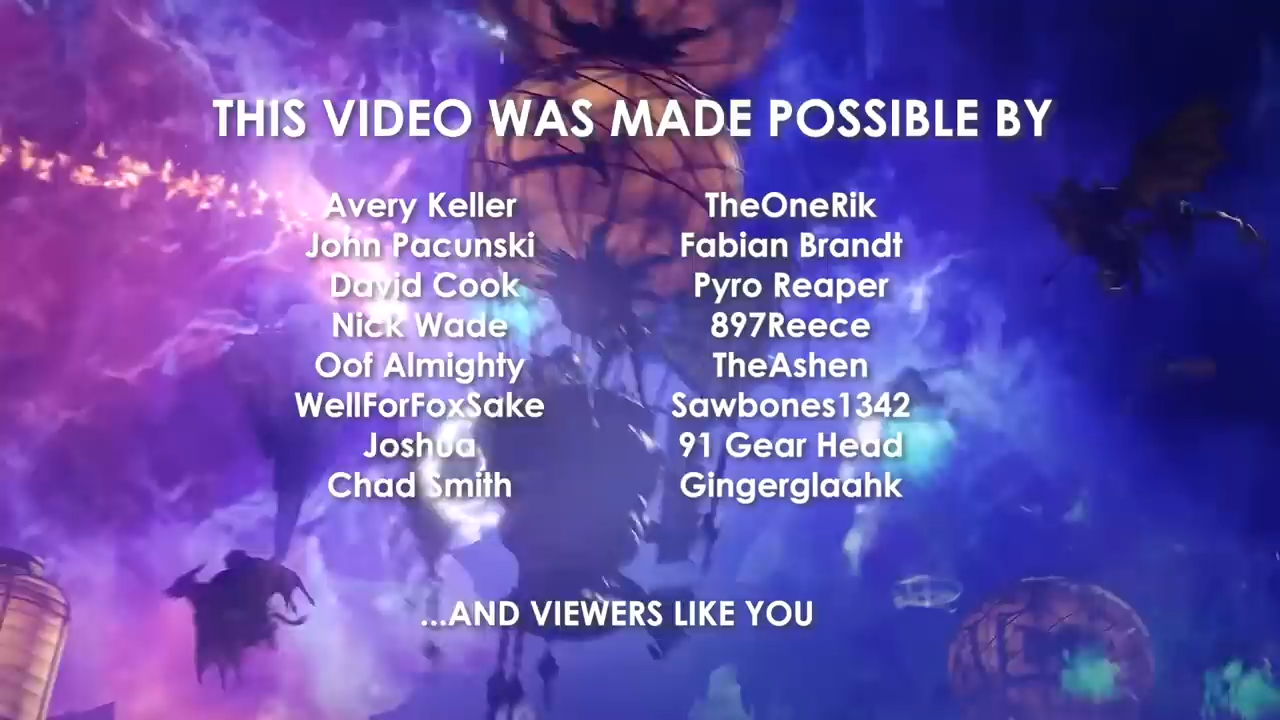 THIS VIDEO WAS MADE POSSIBLE BY
Avery Keller
John Pacunski
David Cook
Nick Wade
Oof Almighty
WellForFoxSake
Joshua
Chad Smith
TheOneRik
Fabian Brandt
Pyro Reaper
897Reece
TheAshen
Sawbones1342
91 Gear Head
Gingerglaahk
...AND VIEWERS LIKE YOU